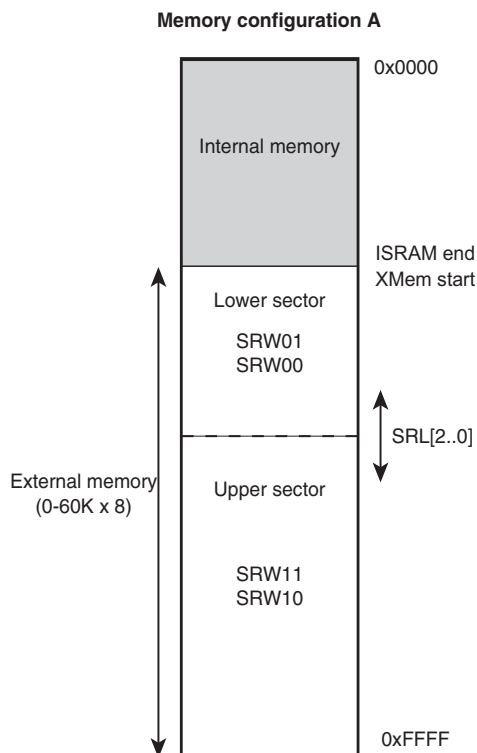 Memory configuration A
0x0000
Internal memory
ISRAM end
XMem start
Lower sector
SRW01
SRW00
SRL[2..0]
External memory
(0-60K x 8)
Upper sector
SRW11
SRW10
0xFFFF